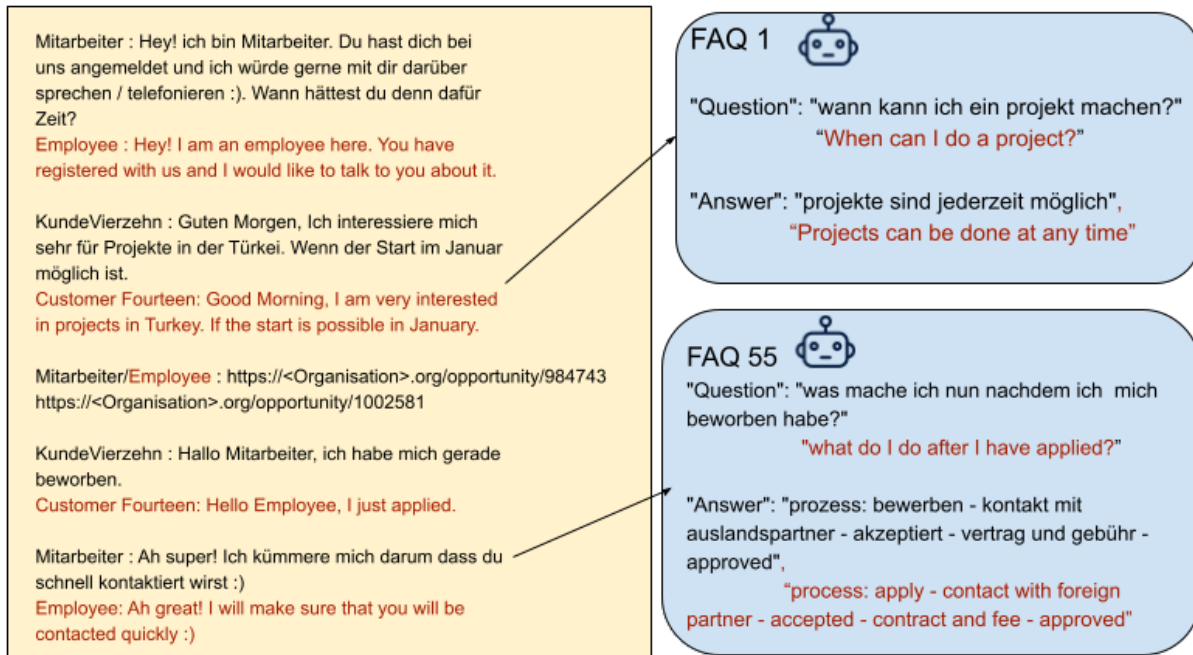 Mitarbeiter : Hey! ich bin Mitarbeiter. Du hast dich bei
uns angemeldet und ich würde gerne mit dir darüber
sprechen / telefonieren :). Wann hättest du denn dafür
Zeit?
Employee : Hey! I am an employee here. You have
registered with us and I would like to talk to you about it.
KundeVierzehn : Guten Morgen, Ich interessiere mich
sehr für Projekte in der Türkei. Wenn der Start im Januar
möglich ist.
Customer Fourteen: Good Morning, I am very interested
in projects in Turkey. If the start is possible in January.
Mitarbeiter/Employee : https://<Organisation>.org/opportunity/984743
https://<Organisation>.org/opportunity/1002581
KundeVierzehn : Hallo Mitarbeiter, ich habe mich gerade
beworben.
Customer Fourteen: Hello Employee, I just applied.
Mitarbeiter : Ah super! Ich kümmere mich darum dass du
schnell kontaktiert wirst :)
Employee: Ah great! I will make sure that you will be
contacted quickly :)
FAQ 1
"Question": "wann kann ich ein projekt machen?"
“When can I do a project?”
"Answer": "projekte sind jederzeit möglich",
“Projects can be done at any time”
FAQ 55
"Question": "was mache ich nun nachdem ich mich
beworben habe?"
"what do I do after I have applied?”
"Answer": "prozess: bewerben - kontakt mit
auslandspartner - akzeptiert - vertrag und gebühr -
approved",
“process: apply - contact with foreign
partner - accepted - contract and fee - approved”